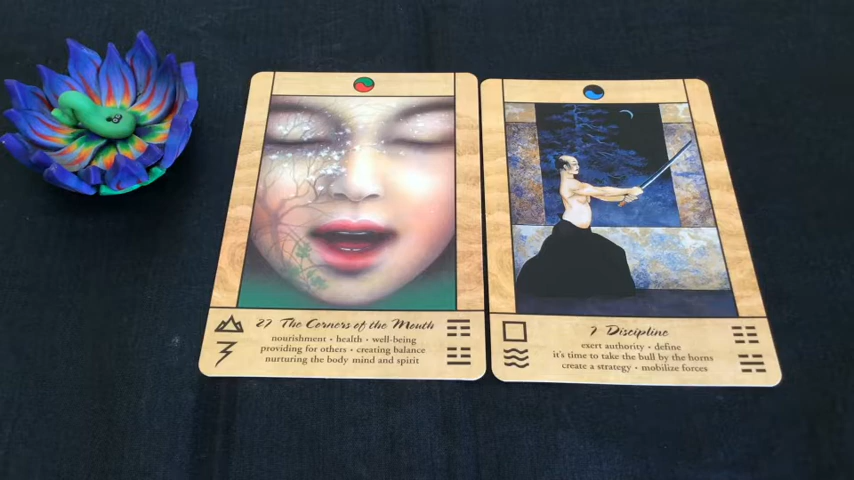 27 The Corners of the Mouth
nourishment • health • well-being
providing for others • creating balance
nurturing the body mind and spirit
7 Discipline
exert authority • define
it's time to take the bull by the horns
create a strategy • mobilize forces